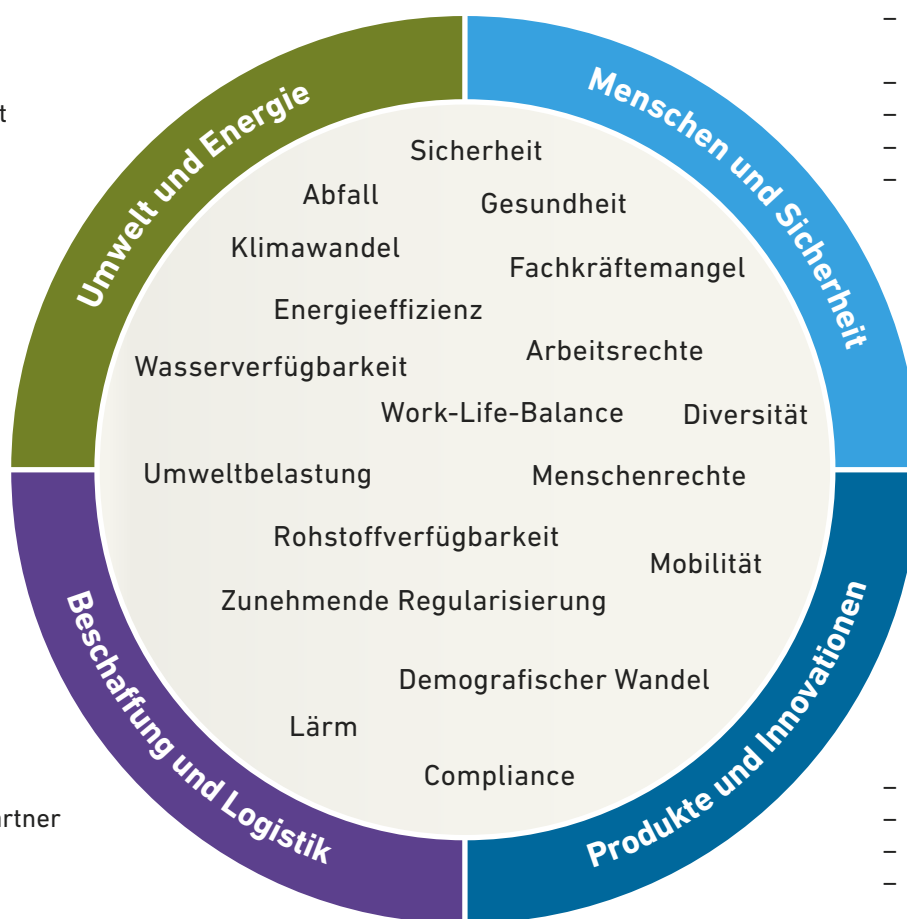 Umwelt und Energie
Menschen und Sicherheit
Sicherheit
Abfall
Gesundheit
Klimawandel
Fachkräftemangel
Energieeffizienz
Arbeitsrechte
Wasserverfügbarkeit
Work-Life-Balance
Diversität
Umweltbelastung
Menschenrechte
Rohstoffverfügbarkeit
Mobilität
Zunehmende Regularisierung
Demografischer Wandel
Lärm
Compliance
Beschaffung und Logistik
Produkte und Innovationen